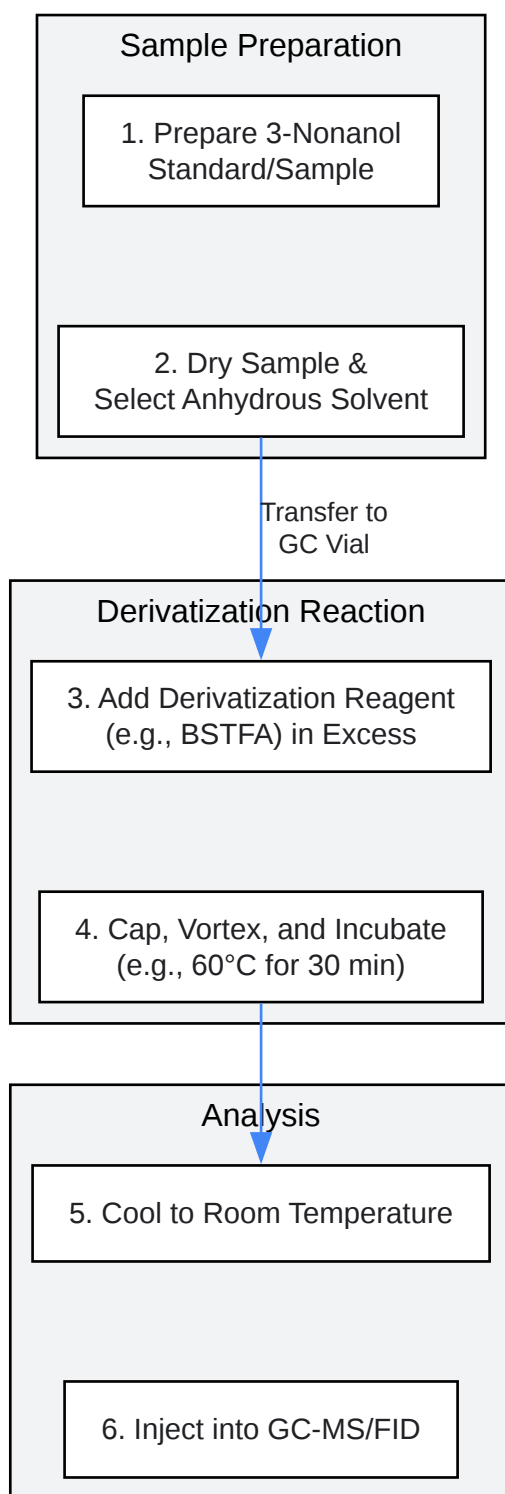 Sample Preparation
1. Prepare 3-Nonanol
Standard/Sample
2. Dry Sample &
Select Anhydrous Solvent
Transfer to
GC Vial
Derivatization Reaction
3. Add Derivatization Reagent
(e.g., BSTFA) in Excess
4. Cap, Vortex, and Incubate
(e.g., 60°C for 30 min)
Analysis
5. Cool to Room Temperature
6. Inject into GC-MS/FID